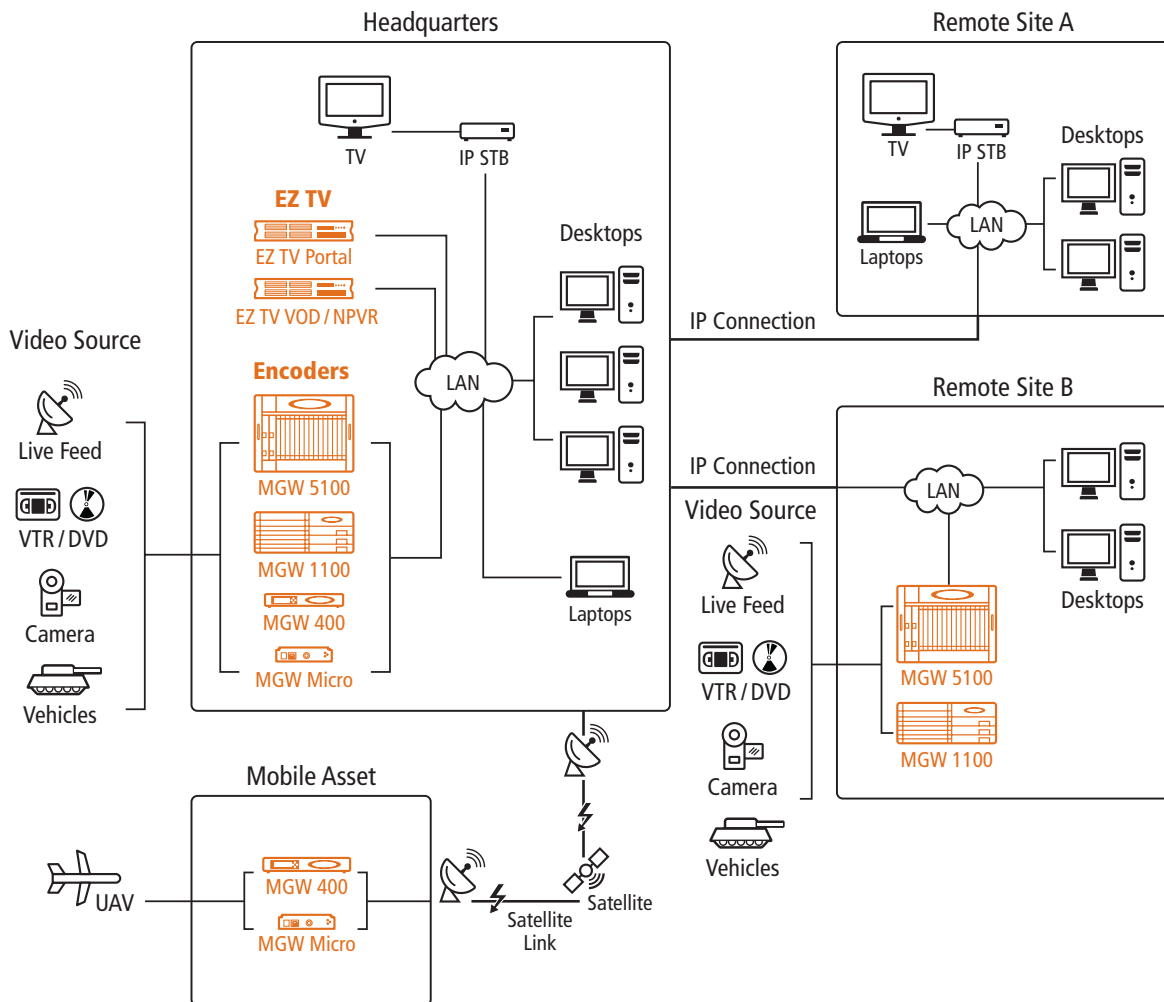 Headquarters
TV
IP STB
EZ TV
EZ TV Portal
EZ TV VOD / NPVR
Encoders
MGW 5100
MGW 1100
MGW 400
MGW Micro
LAN
Desktops
Laptops
Video Source
Live Feed
VTR / DVD
Camera
Vehicles
Remote Site A
TV
IP STB
Desktops
Laptops
LAN
IP Connection
Remote Site B
IP Connection
LAN
Desktops
Video Source
Live Feed
VTR / DVD
Camera
Vehicles
MGW 5100
MGW 1100
Mobile Asset
UAV
MGW 400
MGW Micro
Satellite
Link
Satellite